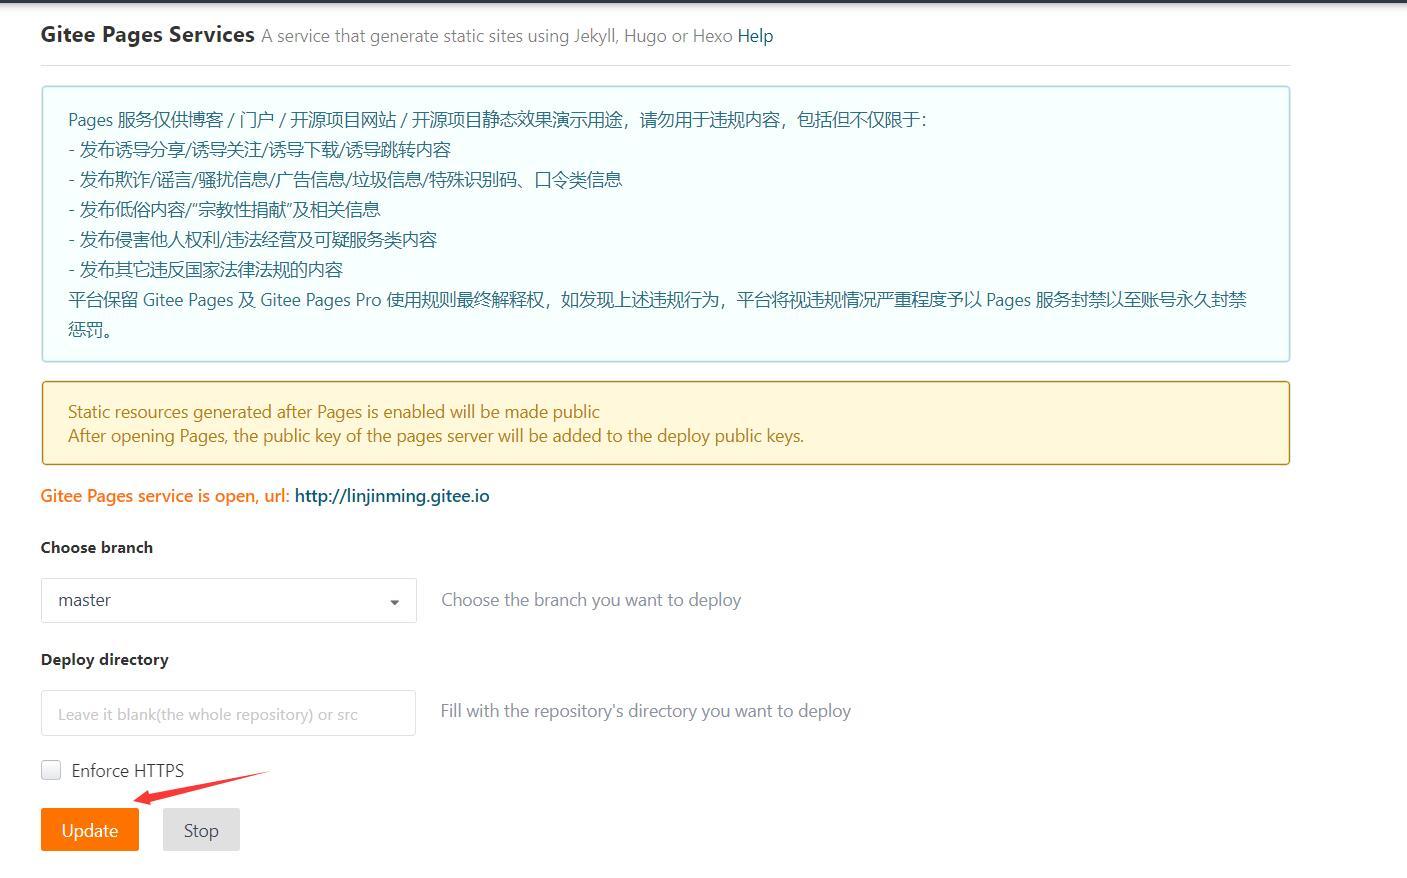 Gitee Pages Services A service that generate static sites using Jekyll, Hugo or Hexo Help
Pages 服务仅供博客 / 门户 / 开源项目网站 / 开源项目静态效果演示用途，请勿用于违规内容，包括但不仅限于：
- 发布诱导分享/诱导关注/诱导下载/诱导跳转内容
- 发布欺诈/谣言/骚扰信息/广告信息/垃圾信息/特殊识别码、口令类信息
- 发布低俗内容/“宗教性捐献”及相关信息
- 发布侵害他人权利/违法经营及可疑服务类内容
- 发布其它违反国家法律法规的内容
平台保留 Gitee Pages 及 Gitee Pages Pro 使用规则最终解释权，如发现上述违规行为，平台将视违规情况严重程度予以 Pages 服务封禁以至账号永久封禁
惩罚。
Static resources generated after Pages is enabled will be made public
After opening Pages, the public key of the pages server will be added to the deploy public keys.
Gitee Pages service is open, url: http://linjinming.gitee.io
Choose branch
master
Choose the branch you want to deploy
Deploy directory
Leave it blank(the whole repository) or src
Fill with the repository's directory you want to deploy
Enforce HTTPS
Update
Stop